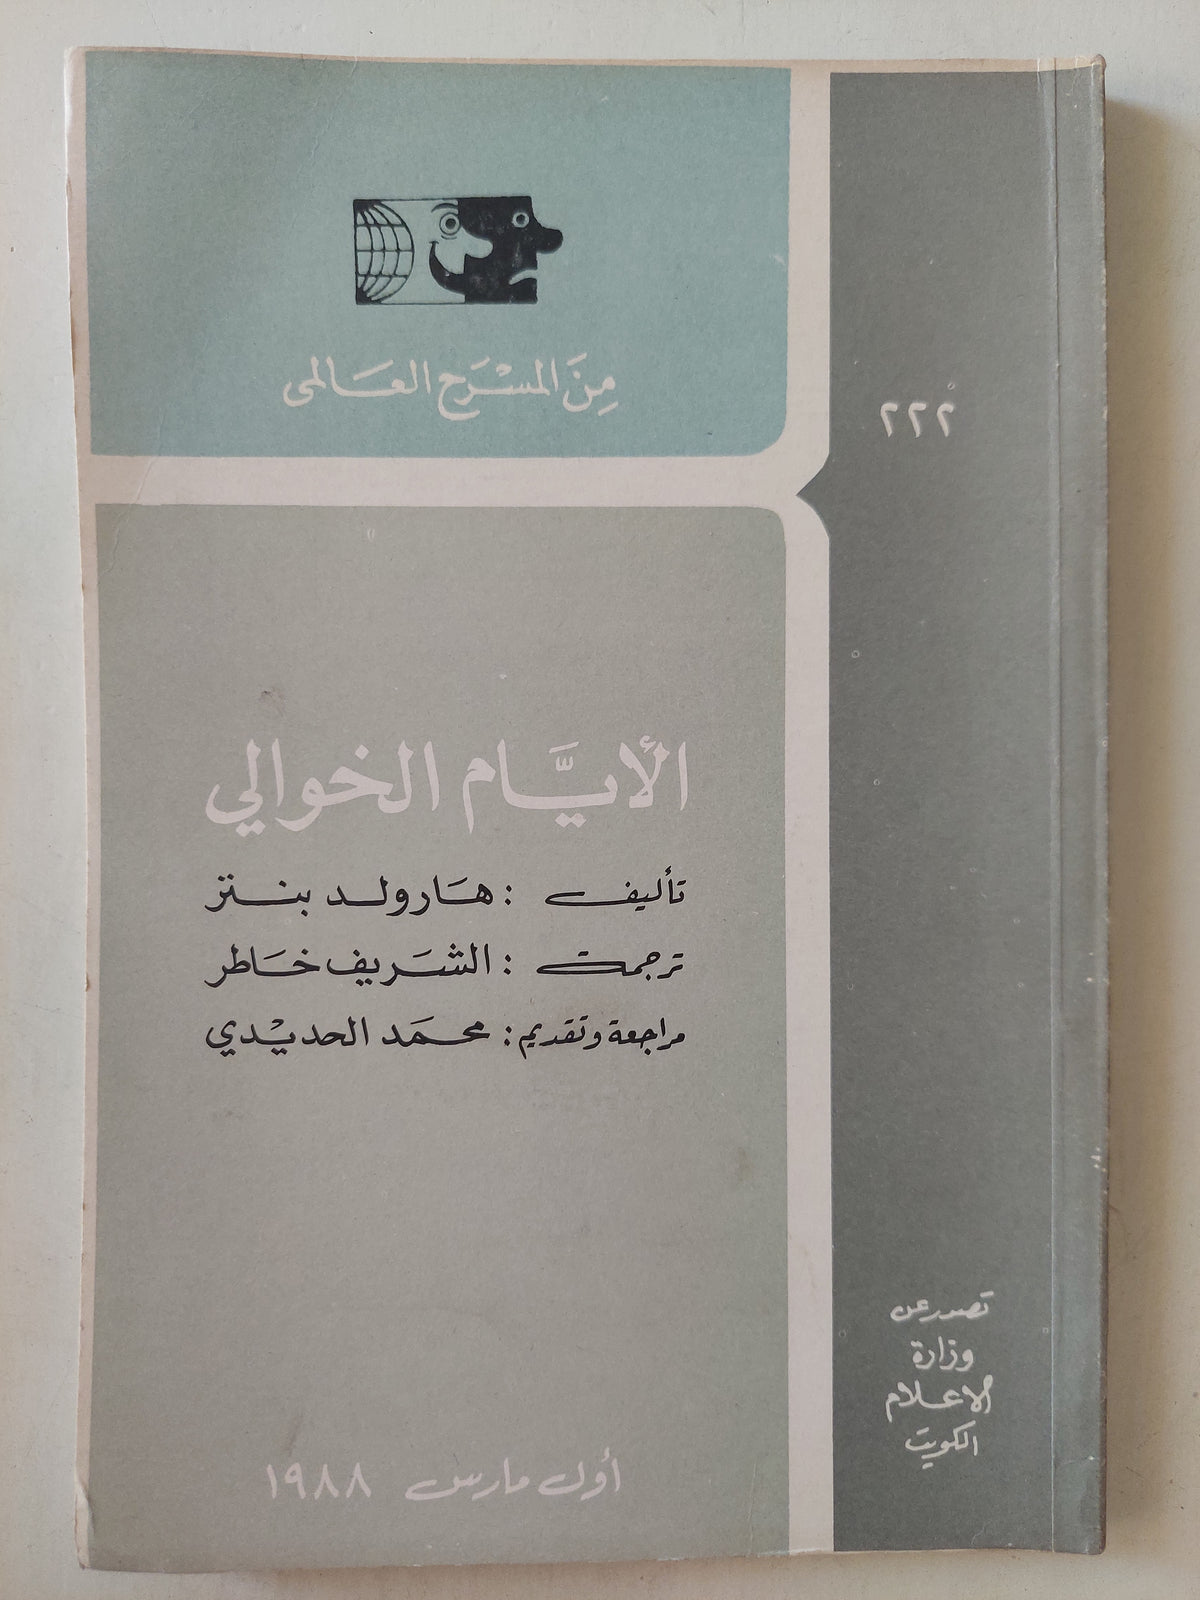 من المسرح العالمى
٢٢٢
الأيام الخوالي
تأليف : هارولد بنتر
ترجمة : الشريف خاطر
مراجعة وتقديم : محمد الحديدي
أول مارس ١٩٨٨
تصدر عن
وزارة
الاعلام
الكويت